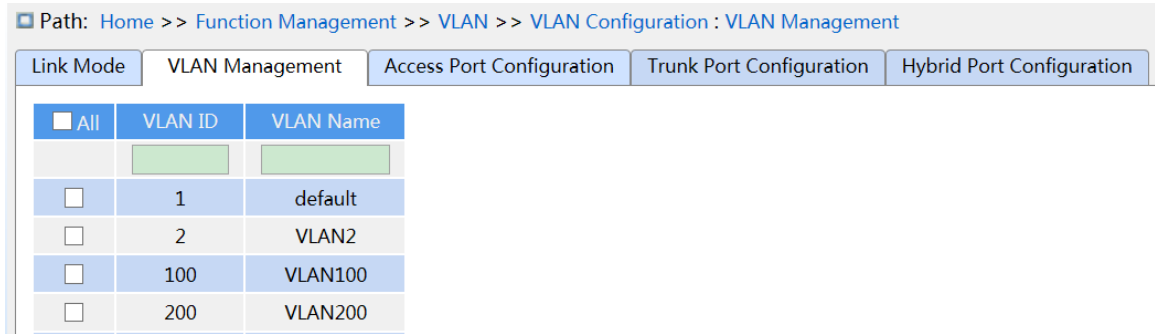 Path: Home >> Function Management >> VLAN >> VLAN Configuration : VLAN Management
Link Mode VLAN Management Access Port Configuration Trunk Port Configuration Hybrid Port Configuration
All VLAN ID VLAN Name
1 default
2 VLAN2
100 VLAN100
200 VLAN200